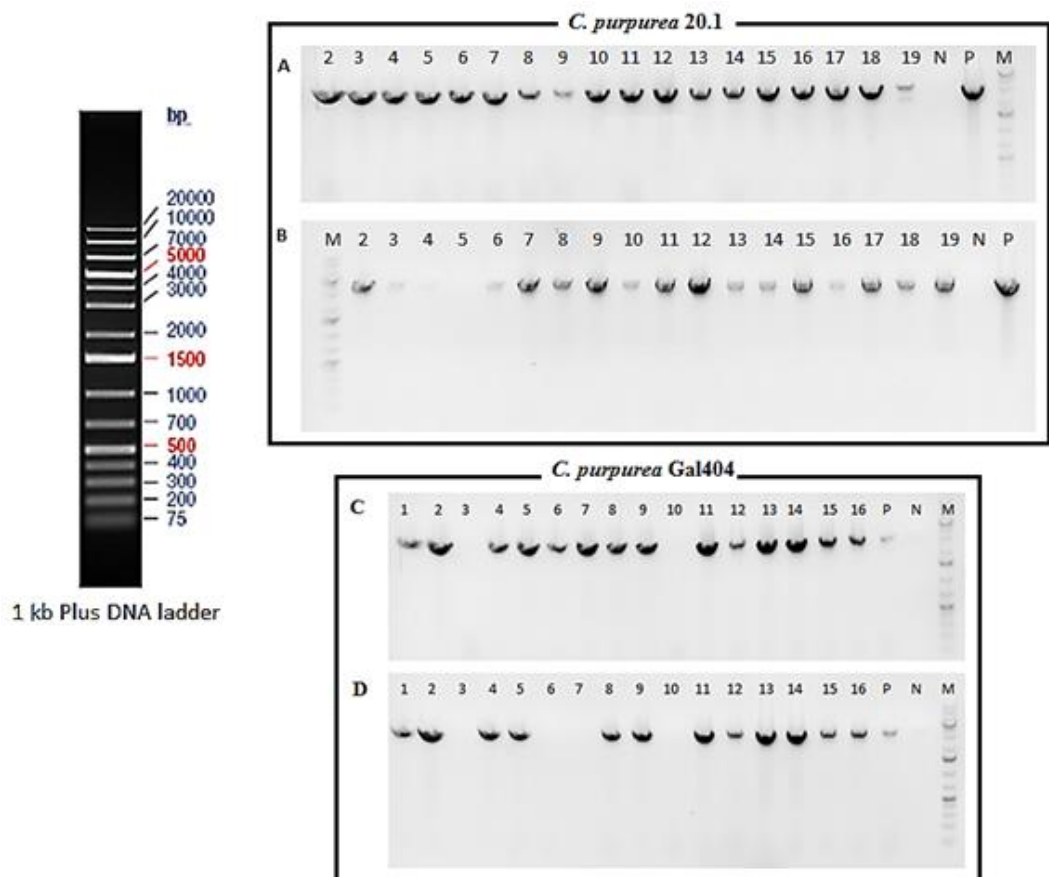 C. purpurea 20.1
A
2 3 4 5 6 7 8 9 10 11 12 13 14 15 16 17 18 19 N P M
bp
20000
10000
7000
5000
4000
3000
2000
1500
1000
700
500
400
300
200
75
1 kb Plus DNA ladder
B
M 2 3 4 5 6 7 8 9 10 11 12 13 14 15 16 17 18 19 N P
C. purpurea Gal404
C
1 2 3 4 5 6 7 8 9 10 11 12 13 14 15 16 P N M
D
1 2 3 4 5 6 7 8 9 10 11 12 13 14 15 16 P N M